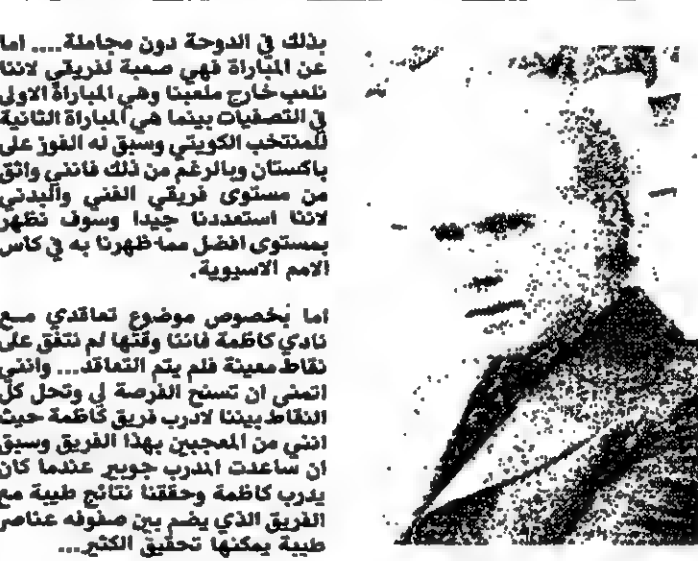 بذلك في الدوحة دون مجاملة.... اما
عن المباراة فهي صعبة لفريقي لاننا
نلعب خارج ملعبنا وهي المباراة الاولى
في التصفيات بينما هي المباراة الثانية
للمنتخب الكويتي وسبق له الفوز على
باكستان وبالرغم من ذلك فانني واثق
من مستوى فريقي الفني والبدني
لاننا استعددنا جيدا وسوف نظهر
بمستوى افضل مما ظهرنا به في كاس
الامم الاسيوية.
اما بخصوص موضوع تعاقدي مع
نادي كاظمة فاننا وقتها لم نتفق على
نقاط معينة فلم يتم التعاقد... وانني
اتمنى ان تسنح الفرصة لي وتحل كل
النقاط بيننا لادرب فريق كاظمة حيث
انني من المعجبين بهذا الفريق وسبق
ان ساعدت المدرب جوبير عندما كان
يدرب كاظمة وحققنا نتائج طيبة مع
الفريق الذي يضم بين صفوفه عناصر
طيبة يمكنها تحقيق الكثير...